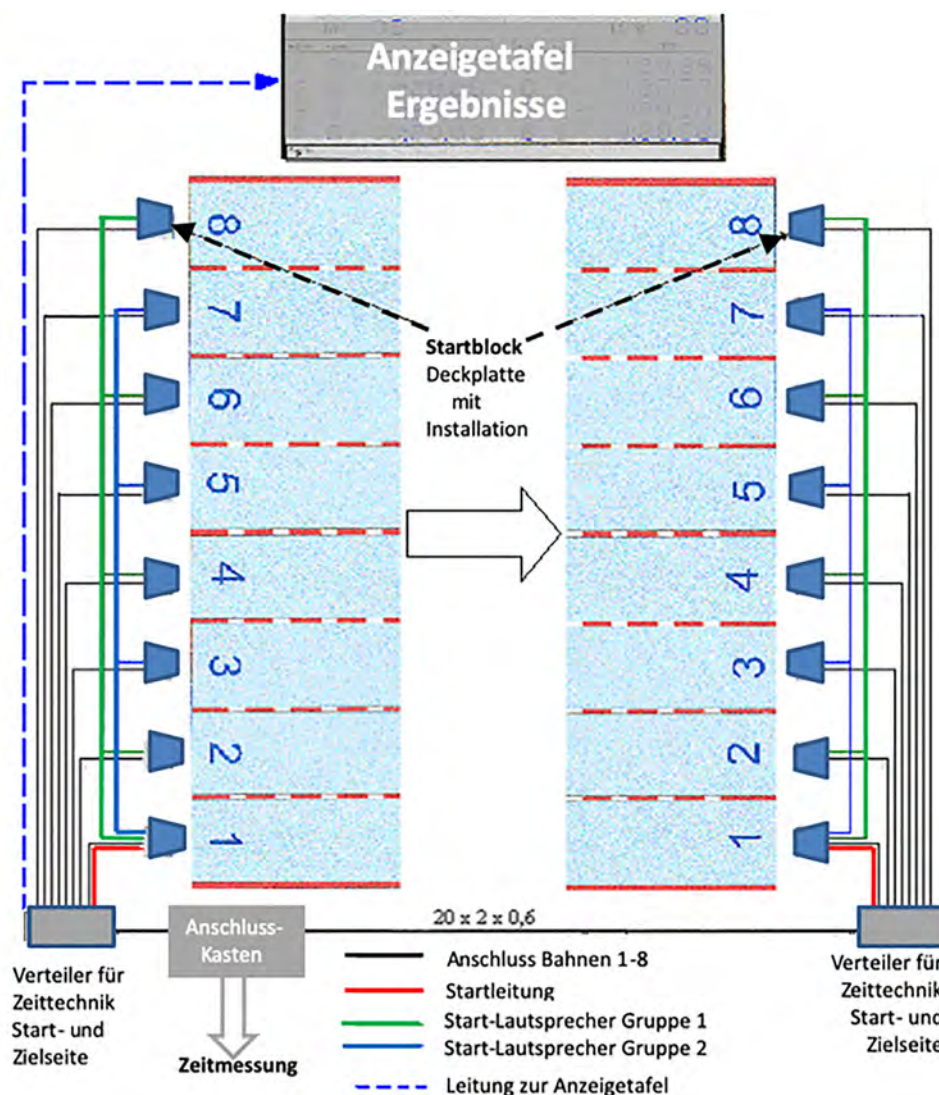 Anzeigetafel
Ergebnisse
8
7
6
5
4
3
2
1
8
7
6
5
4
3
2
1
Startblock
Deckplatte
mit
Installation
Anschluss-
Kasten
Zeitmessung
20 x 2 x 0,6
Verteiler für
Zeittechnik
Start- und
Zielseite
Anschluss Bahnen 1-8
Startleitung
Start-Lautsprecher Gruppe 1
Start-Lautsprecher Gruppe 2
Leitung zur Anzeigetafel
Verteiler für
Zeittechnik
Start- und
Zielseite